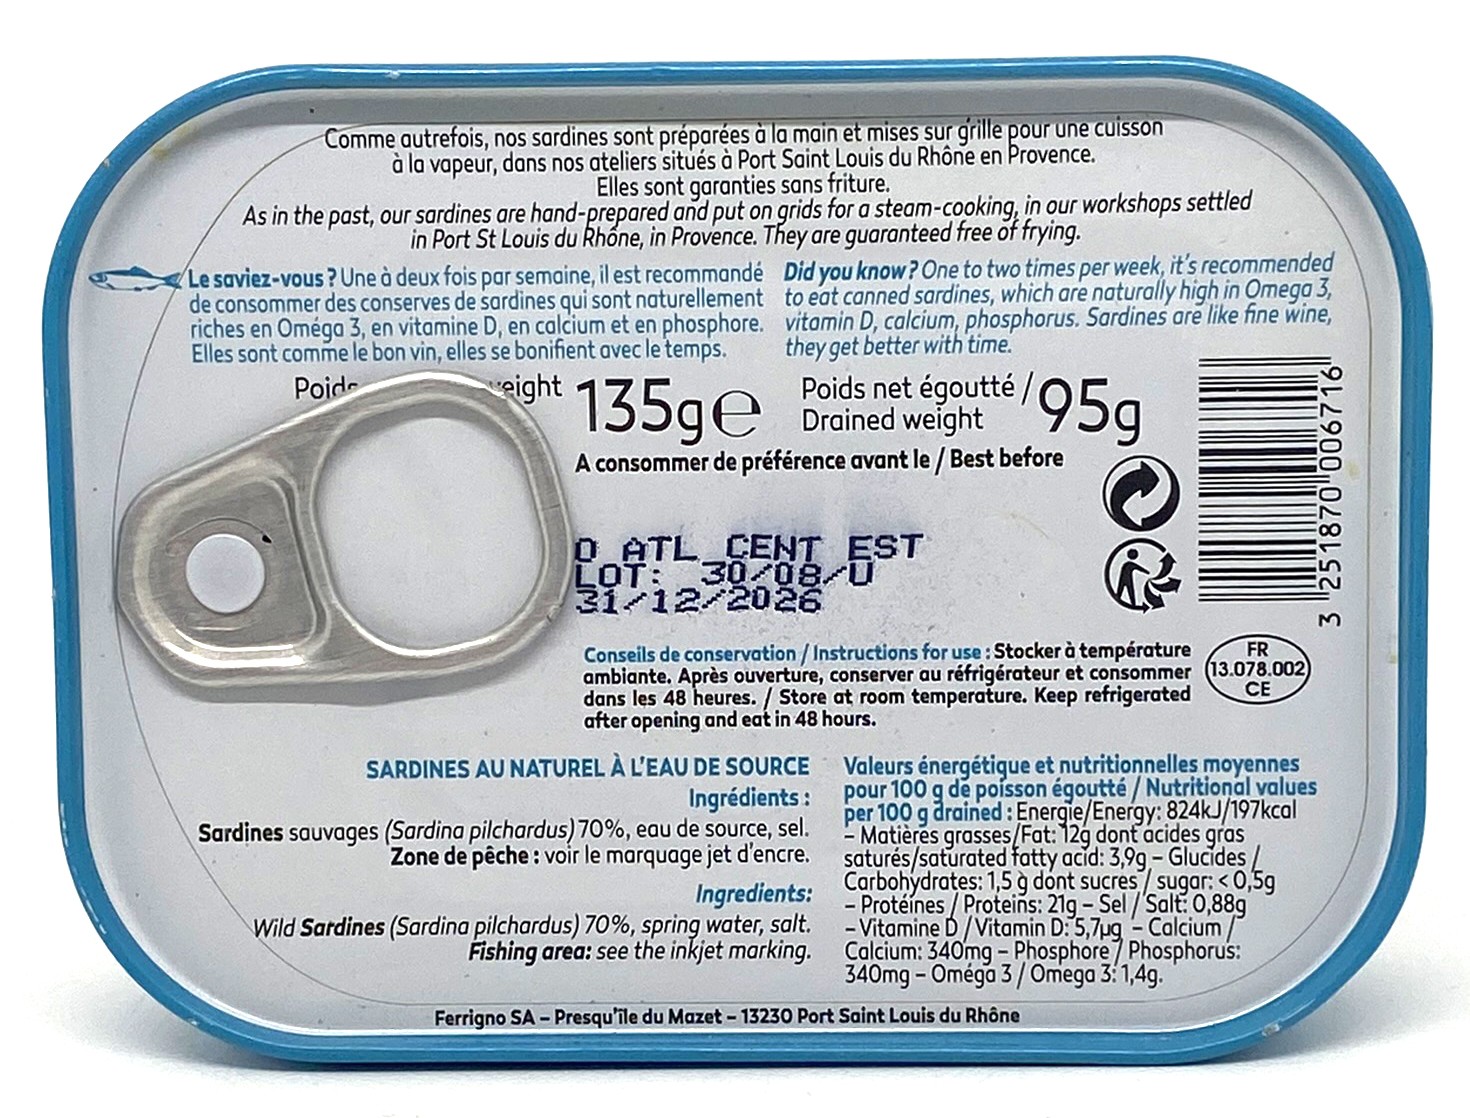 Comme autrefois, nos sardines sont préparées à la main et mises sur grille pour une cuisson
à la vapeur, dans nos ateliers situés à Port Saint Louis du Rhône en Provence.
Elles sont garanties sans friture.
As in the past, our sardines are hand-prepared and put on grids for a steam-cooking, in our workshops settled
in Port St Louis du Rhône, in Provence. They are guaranteed free of frying.
Le saviez-vous ? Une à deux fois par semaine, il est recommandé
de consommer des conserves de sardines qui sont naturellement
riches en Oméga 3, en vitamine D, en calcium et en phosphore.
Elles sont comme le bon vin, elles se bonifient avec le temps.
Did you know? One to two times per week, it's recommended
to eat canned sardines, which are naturally high in Omega 3,
vitamin D, calcium, phosphorus. Sardines are like fine wine,
they get better with time.
135g℮
Poids net égoutté /
Drained weight
95g
A consommer de préférence avant le / Best before
O ATL CENT EST
LOT: 30/08/U
31/12/2026
3 251870 006716
Conseils de conservation / Instructions for use : Stocker à température
ambiante. Après ouverture, conserver au réfrigérateur et consommer
dans les 48 heures. / Store at room temperature. Keep refrigerated
after opening and eat in 48 hours.
FR
13.078.002
CE
SARDINES AU NATUREL À L'EAU DE SOURCE
Ingrédients :
Sardines sauvages (Sardina pilchardus) 70%, eau de source, sel.
Zone de pêche : voir le marquage jet d'encre.
Ingredients:
Wild Sardines (Sardina pilchardus) 70%, spring water, salt.
Fishing area: see the inkjet marking.
Valeurs énergétique et nutritionnelles moyennes
pour 100 g de poisson égoutté / Nutritional values
per 100 g drained : Energie/Energy: 824kJ/197kcal
– Matières grasses/Fat: 12g dont acides gras
saturés/saturated fatty acid: 3,9g – Glucides /
Carbohydrates: 1,5 g dont sucres / sugar: < 0,5g
– Protéines / Proteins: 21g – Sel / Salt: 0,88g
– Vitamine D / Vitamin D: 5,7µg – Calcium /
Calcium: 340mg – Phosphore / Phosphorus:
340mg – Oméga 3 / Omega 3: 1,4g.
Ferrigno SA – Presqu'île du Mazet – 13230 Port Saint Louis du Rhône